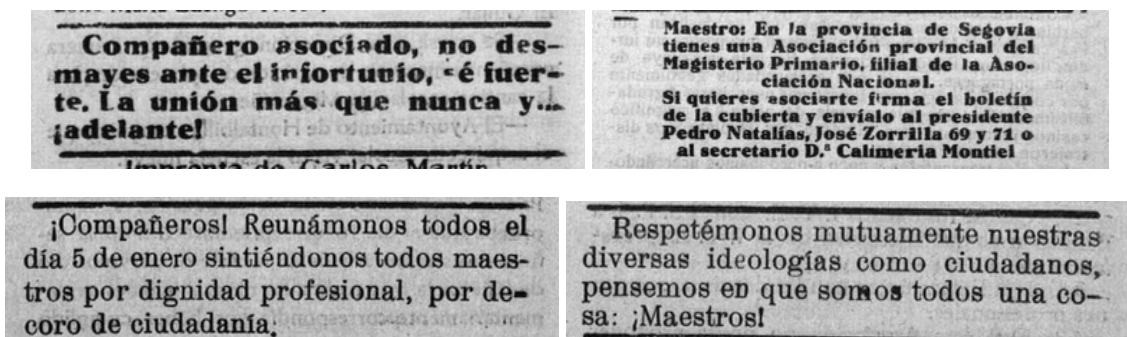 Compañero asociado, no des-
mayes ante el infortunio, sé fuer-
te. La unión más que nunca y...
¡adelante!
Imprenta de Carlos Martín
Maestro: En la provincia de Segovia
tienes una Asociación provincial del
Magisterio Primario, filial de la Aso-
ciación Nacional.
Si quieres asociarte firma el boletín
de la cubierta y envíalo al presidente
Pedro Natalías, José Zorrilla 69 y 71 o
al secretario D.ª Calimeria Montiel
¡Compañeros! Reunámonos todos el
día 5 de enero sintiéndonos todos maes-
tros por dignidad profesional, por de-
coro de ciudadanía.
Respetémonos mutuamente nuestras
diversas ideologías como ciudadanos,
pensemos en que somos todos una co-
sa: ¡Maestros!